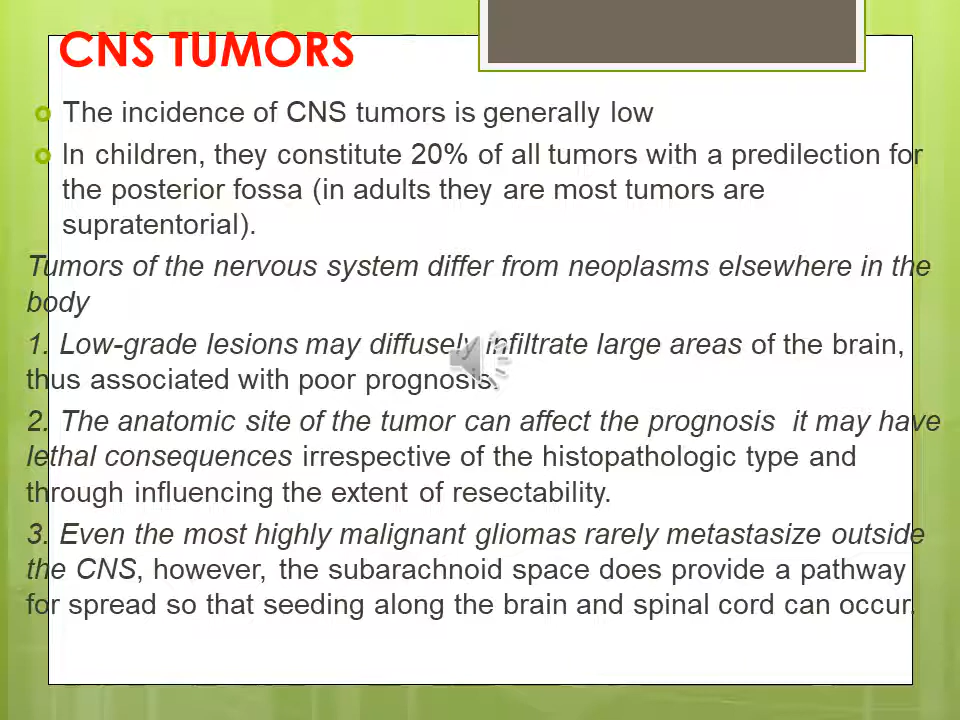 CNS TUMORS
The incidence of CNS tumors is generally low
In children, they constitute 20% of all tumors with a predilection for
the posterior fossa (in adults they are most tumors are
supratentorial).
Tumors of the nervous system differ from neoplasms elsewhere in the
body
1. Low-grade lesions may diffusely infiltrate large areas of the brain,
thus associated with poor prognosis.
2. The anatomic site of the tumor can affect the prognosis it may have
lethal consequences irrespective of the histopathologic type and
through influencing the extent of resectability.
3. Even the most highly malignant gliomas rarely metastasize outside
the CNS, however, the subarachnoid space does provide a pathway
for spread so that seeding along the brain and spinal cord can occur.